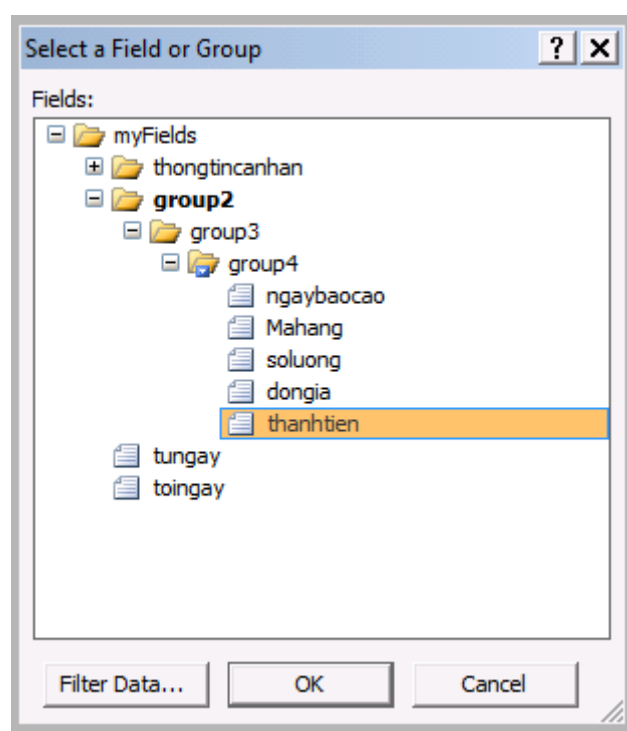 Select a Field or Group
Fields:
myFields
thongtincanhan
group2
group3
group4
ngaybaocao
Mahang
soluong
dongia
thanhtien
tungay
toingay
Filter Data... OK Cancel